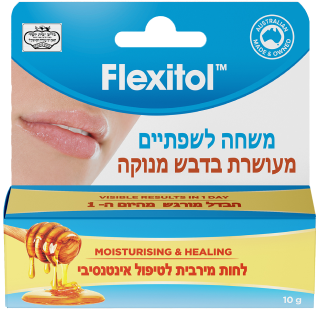 Flexitol™
AUSTRALIAN
MADE & OWNED
משחה לשפתיים
מועשרת בדבש מנוקה
VISIBLE RESULTS IN 1 DAY
הבדל מורגש מהיום ה- 1
MOISTURISING & HEALING
לחות מירבית לטיפול אינטנסיבי
10 g